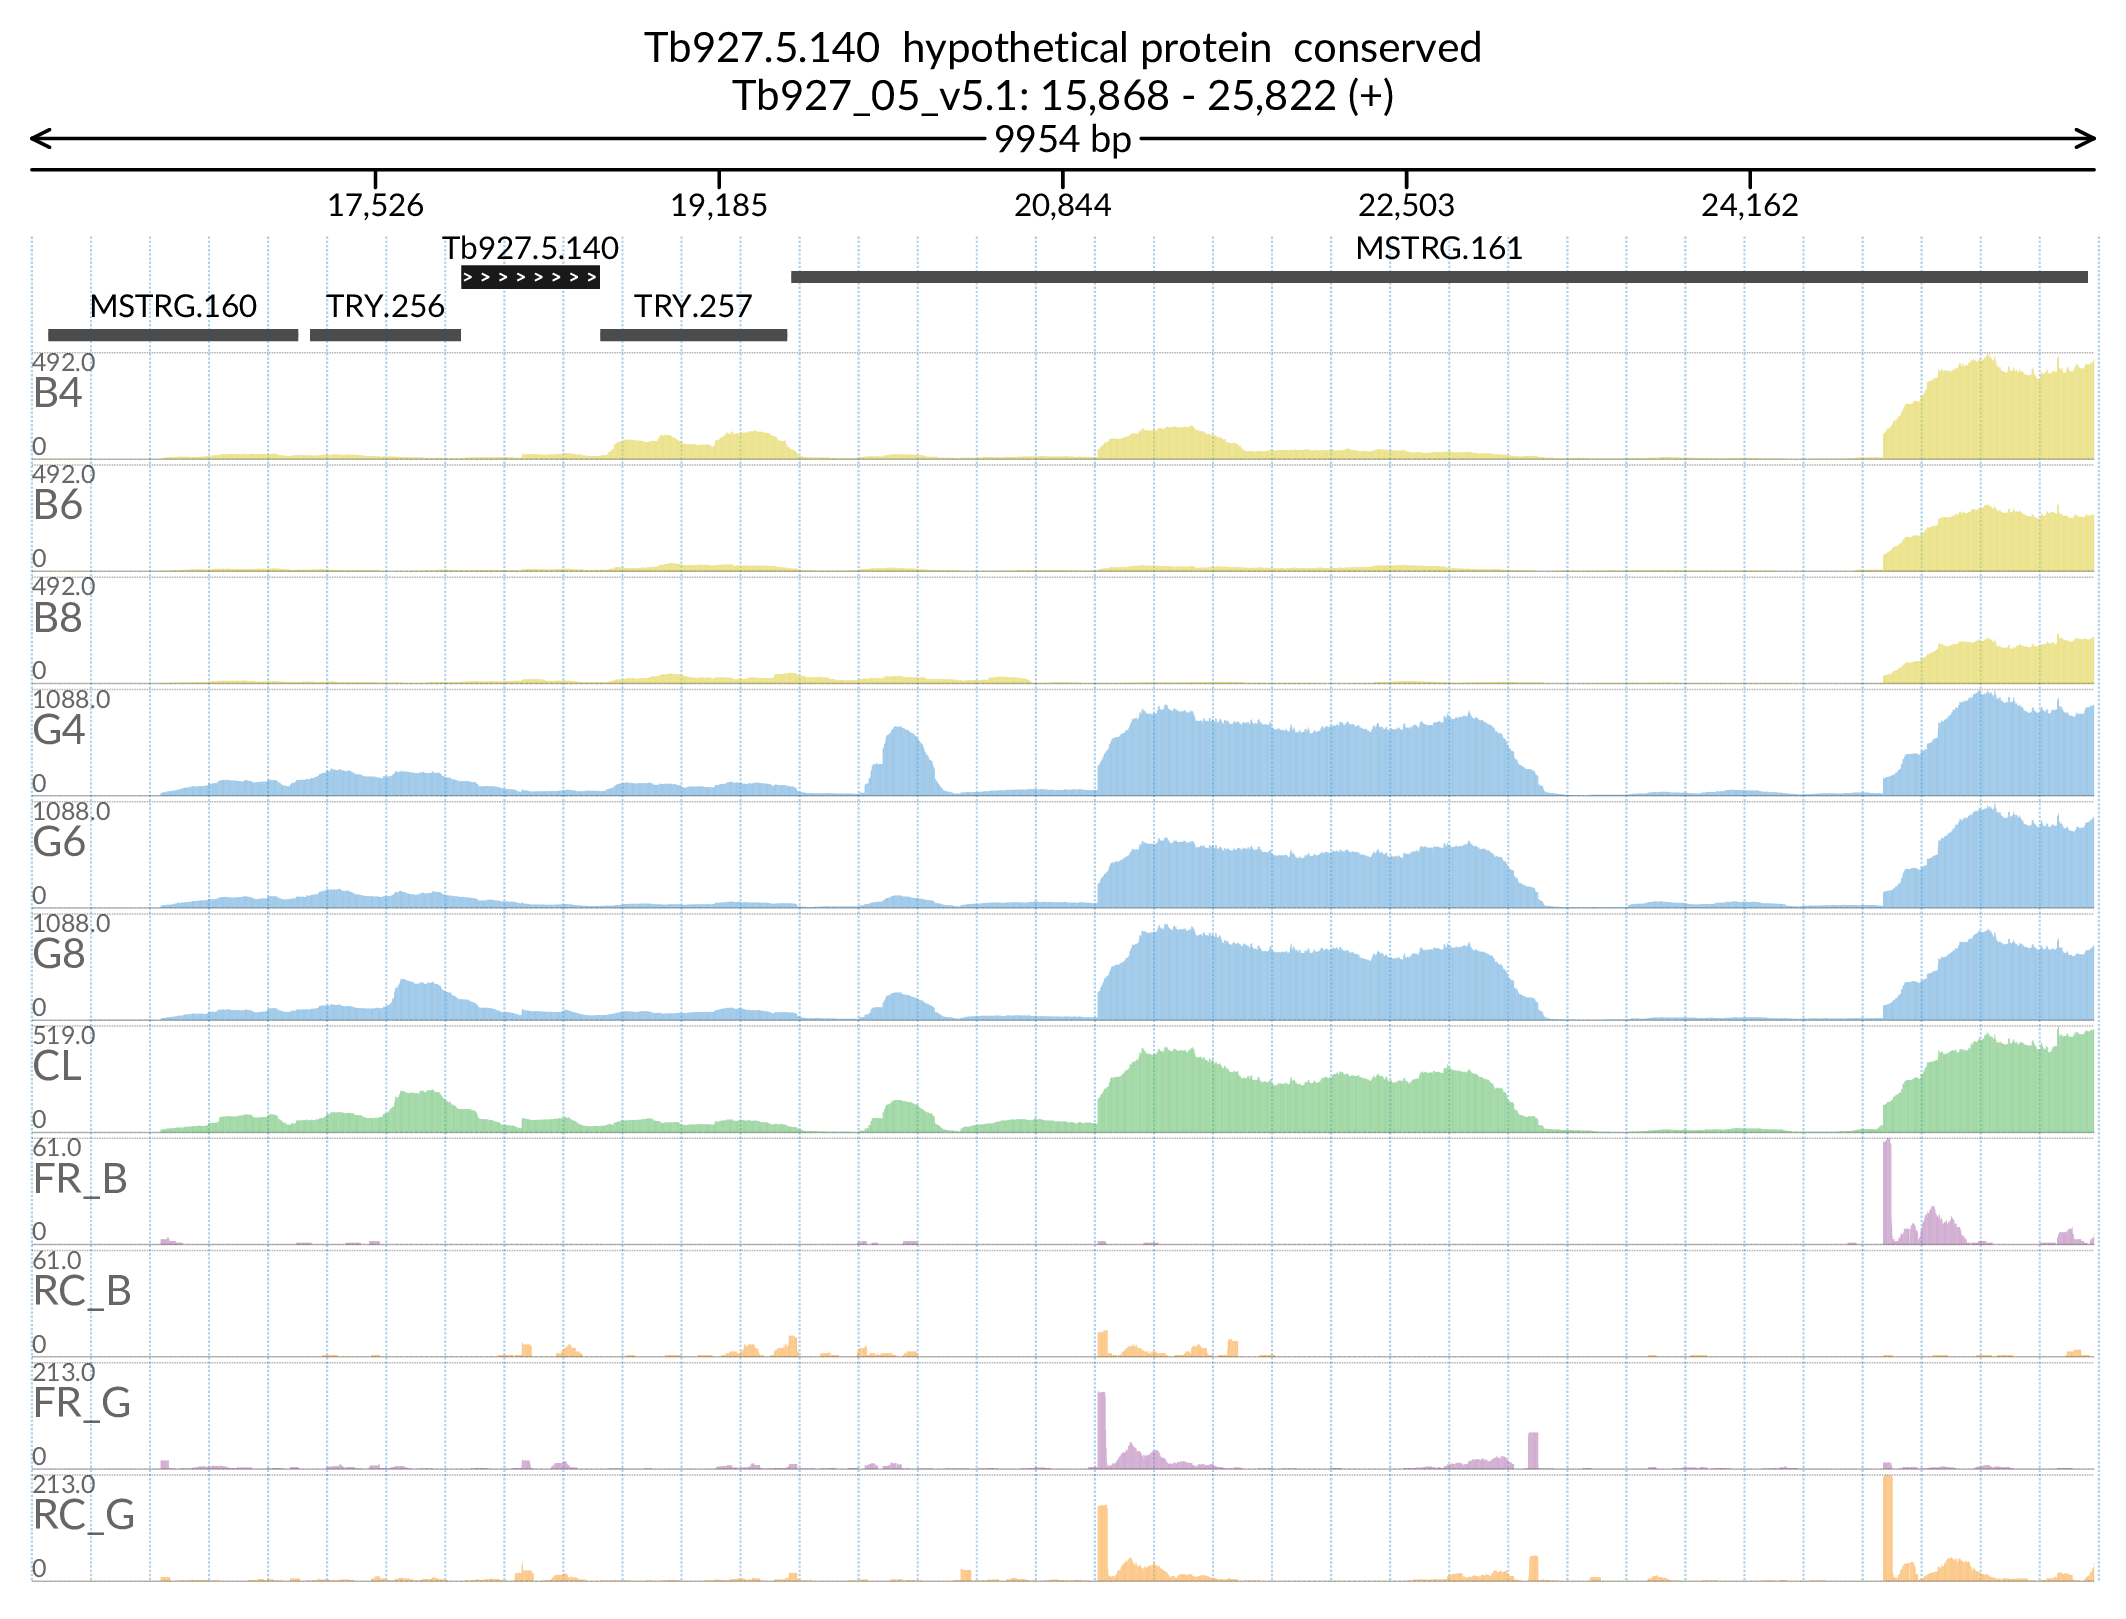 Tb927.5.140  hypothetical protein  conserved
Tb927_05_v5.1: 15,868 - 25,822 (+)
9954 bp
17,526 19,185 20,844 22,503 24,162
Tb927.5.140 MSTRG.161
>>>>>>>>
MSTRG.160 TRY.256 TRY.257
492.0
B4
0
492.0
B6
0
492.0
B8
0
1088.0
G4
0
1088.0
G6
0
1088.0
G8
0
519.0
CL
0
61.0
FR_B
0
61.0
RC_B
0
213.0
FR_G
0
213.0
RC_G
0